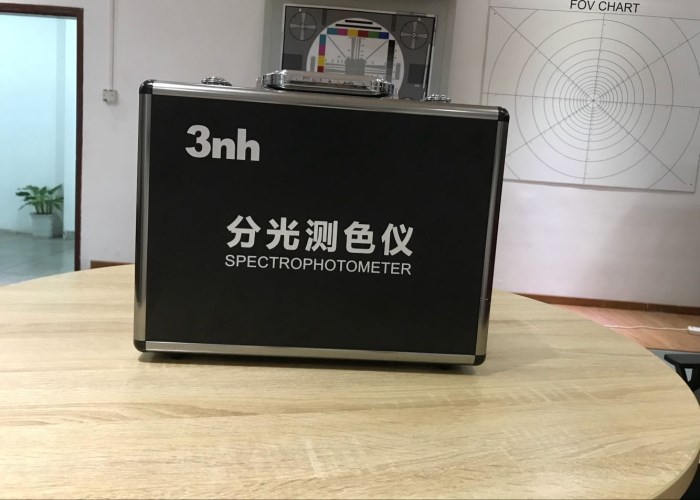 FOV CHART
3nh
分光测色仪
SPECTROPHOTOMETER